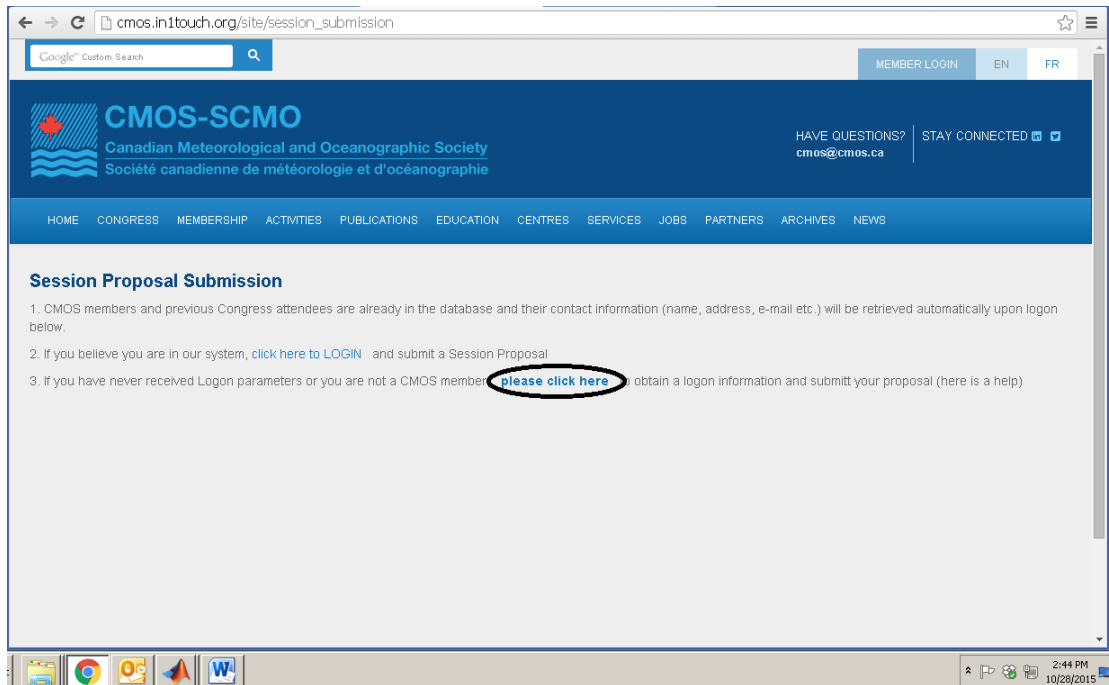 cmos.in1touch.org/site/session_submission
Google™ Custom Search
MEMBER LOGIN EN FR
CMOS-SCMO
Canadian Meteorological and Oceanographic Society
Société canadienne de météorologie et d'océanographie
HAVE QUESTIONS?
cmos@cmos.ca
STAY CONNECTED in
HOME CONGRESS MEMBERSHIP ACTIVITIES PUBLICATIONS EDUCATION CENTRES SERVICES JOBS PARTNERS ARCHIVES NEWS
Session Proposal Submission
1. CMOS members and previous Congress attendees are already in the database and their contact information (name, address, e-mail etc.) will be retrieved automatically upon logon
below.
2. If you believe you are in our system, click here to LOGIN and submit a Session Proposal
3. If you have never received Logon parameters or you are not a CMOS member please click here o obtain a logon information and submitt your proposal (here is a help)
2:44 PM
10/28/2015